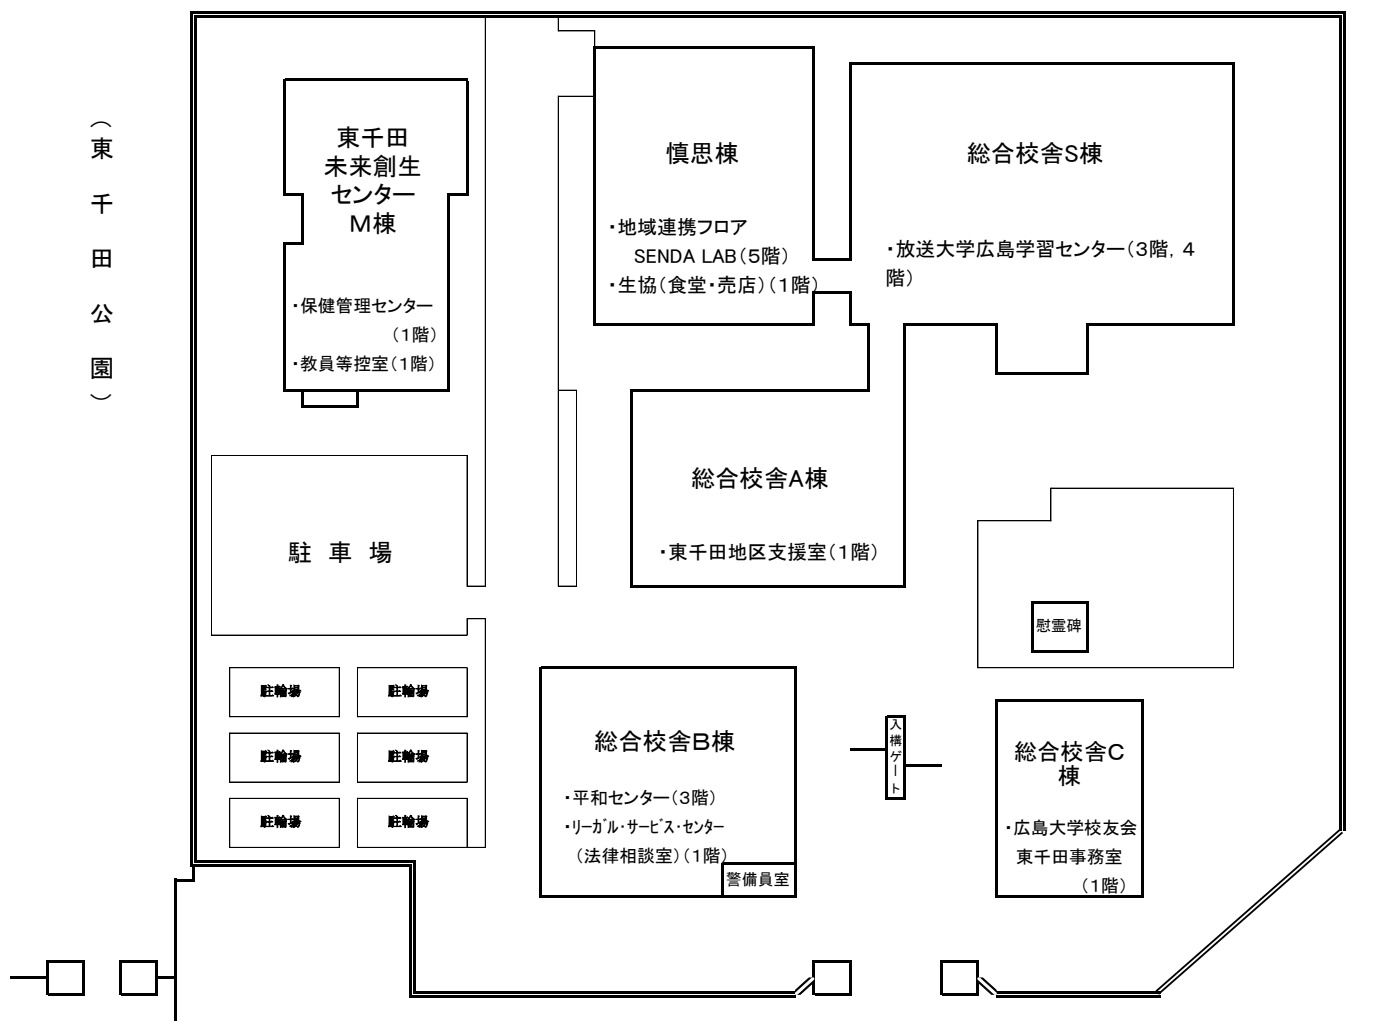 （東千田公園）
東千田
未来創生
センター
M棟
・保健管理センター
（１階）
・教員等控室（１階）
慎思棟
・地域連携フロア
SENDA LAB（５階）
・生協（食堂・売店）（１階）
総合校舎S棟
・放送大学広島学習センター（３階，４
階）
総合校舎A棟
・東千田地区支援室（１階）
駐 車 場
慰霊碑
駐輪場
駐輪場
駐輪場
駐輪場
駐輪場
駐輪場
総合校舎B棟
・平和センター（３階）
・ﾘｰｶﾞﾙ･ｻｰﾋﾞｽ･ｾﾝﾀｰ
（法律相談室）（１階）
警備員室
入構ゲート
総合校舎C
棟
・広島大学校友会
東千田事務室
（１階）